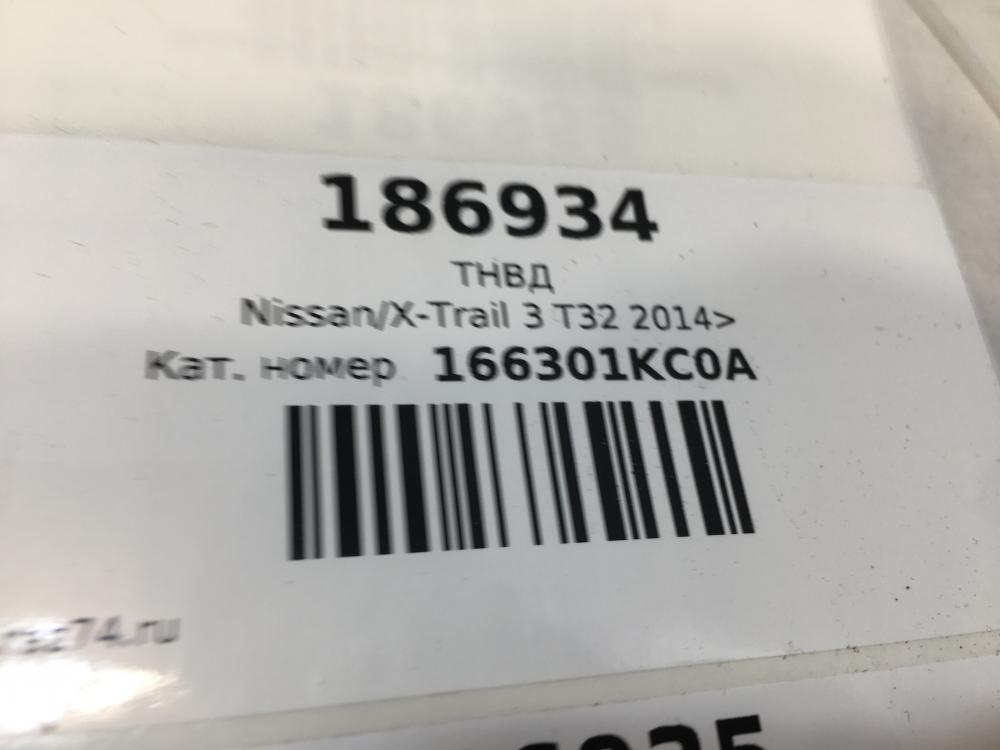 186934
ТНВД
Nissan/X-Trail 3 T32 2014>
Кат. номер 166301KC0A